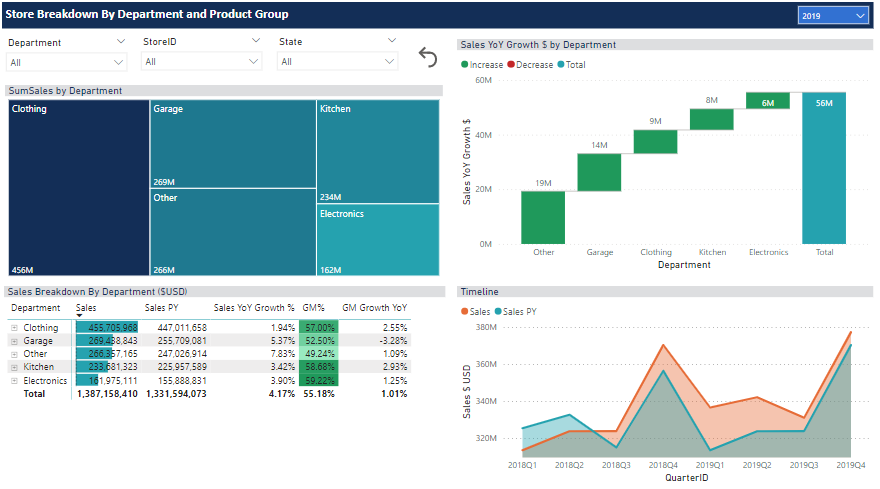 Store Breakdown By Department and Product Group
2019
Department
StoreID
State
All
All
All
SumSales by Department
Clothing
456M
Garage
269M
Other
266M
Kitchen
234M
Electronics
162M
Sales YoY Growth $ by Department
Increase Decrease Total
Sales YoY Growth $
60M
40M
20M
0M
19M
14M
9M
8M
6M
56M
Other Garage Clothing Kitchen Electronics Total
Department
Sales Breakdown By Department ($USD)
Department Sales Sales PY Sales YoY Growth % GM% GM Growth YoY
Clothing 455,705,968 447,011,658 1.94% 57.00% 2.55%
Garage 269,438,843 255,709,081 5.37% 52.50% -3.28%
Other 266,357,165 247,026,914 7.83% 49.24% 1.09%
Kitchen 233,681,323 225,957,589 3.42% 58.68% 2.93%
Electronics 161,975,111 155,888,831 3.90% 59.22% 1.25%
Total 1,387,158,410 1,331,594,073 4.17% 55.18% 1.01%
Timeline
Sales Sales PY
Sales $ USD
380M
360M
340M
320M
2018Q1 2018Q2 2018Q3 2018Q4 2019Q1 2019Q2 2019Q3 2019Q4
QuarterID